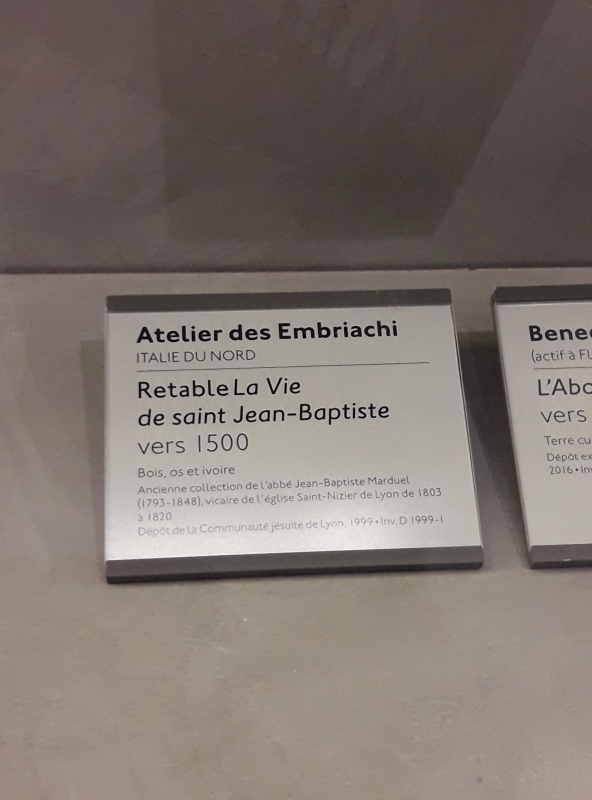 Atelier des Embriachi
ITALIE DU NORD
Retable La Vie
de saint Jean-Baptiste
vers 1500
Bois, os et ivoire
Ancienne collection de l'abbé Jean-Baptiste Marduel
(1793-1848), vicaire de l'église Saint-Nizier de Lyon de 1803
à 1820
Dépôt de la Communauté jésuite de Lyon, 1999 • Inv. D 1999-1
Bene
(actif à FL
L'Abo
vers
Terre cu
Dépôt ex
2016 • In